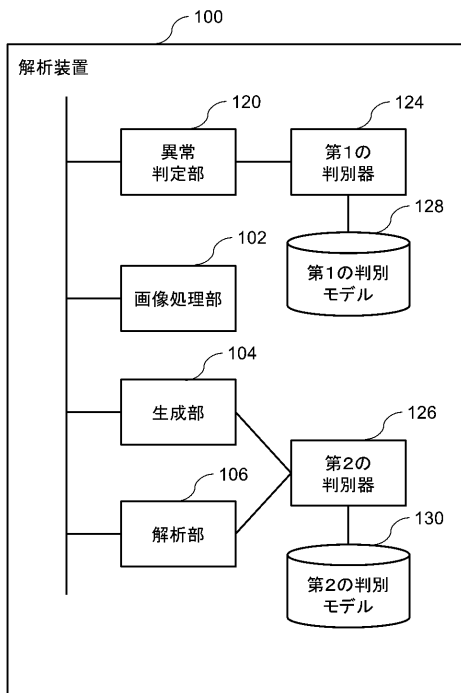 100
解析装置
120
異常
判定部
124
第1の
判別器
128
第1の判別
モデル
102
画像処理部
104
生成部
126
第2の
判別器
106
解析部
130
第2の判別
モデル